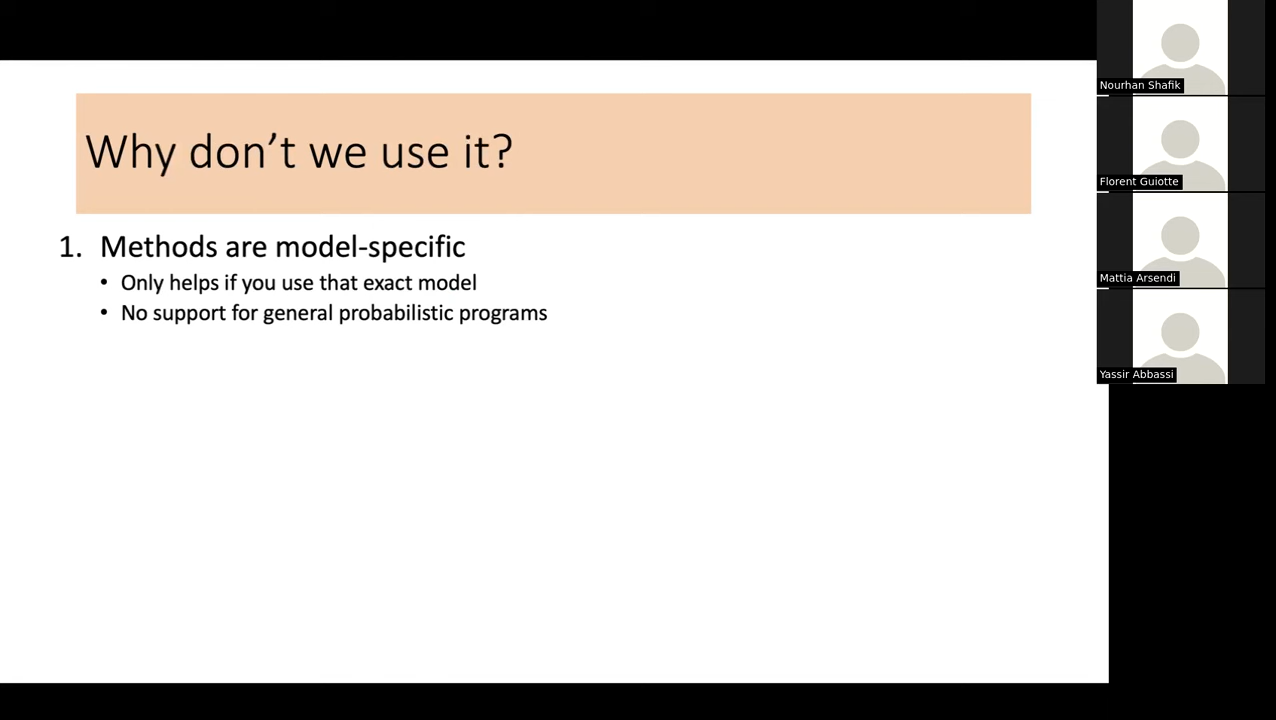 Why don’t we use it?
1. Methods are model-specific
• Only helps if you use that exact model
• No support for general probabilistic programs
Nourhan Shafik
Florent Guiotte
Mattia Arsendi
Yassir Abbassi